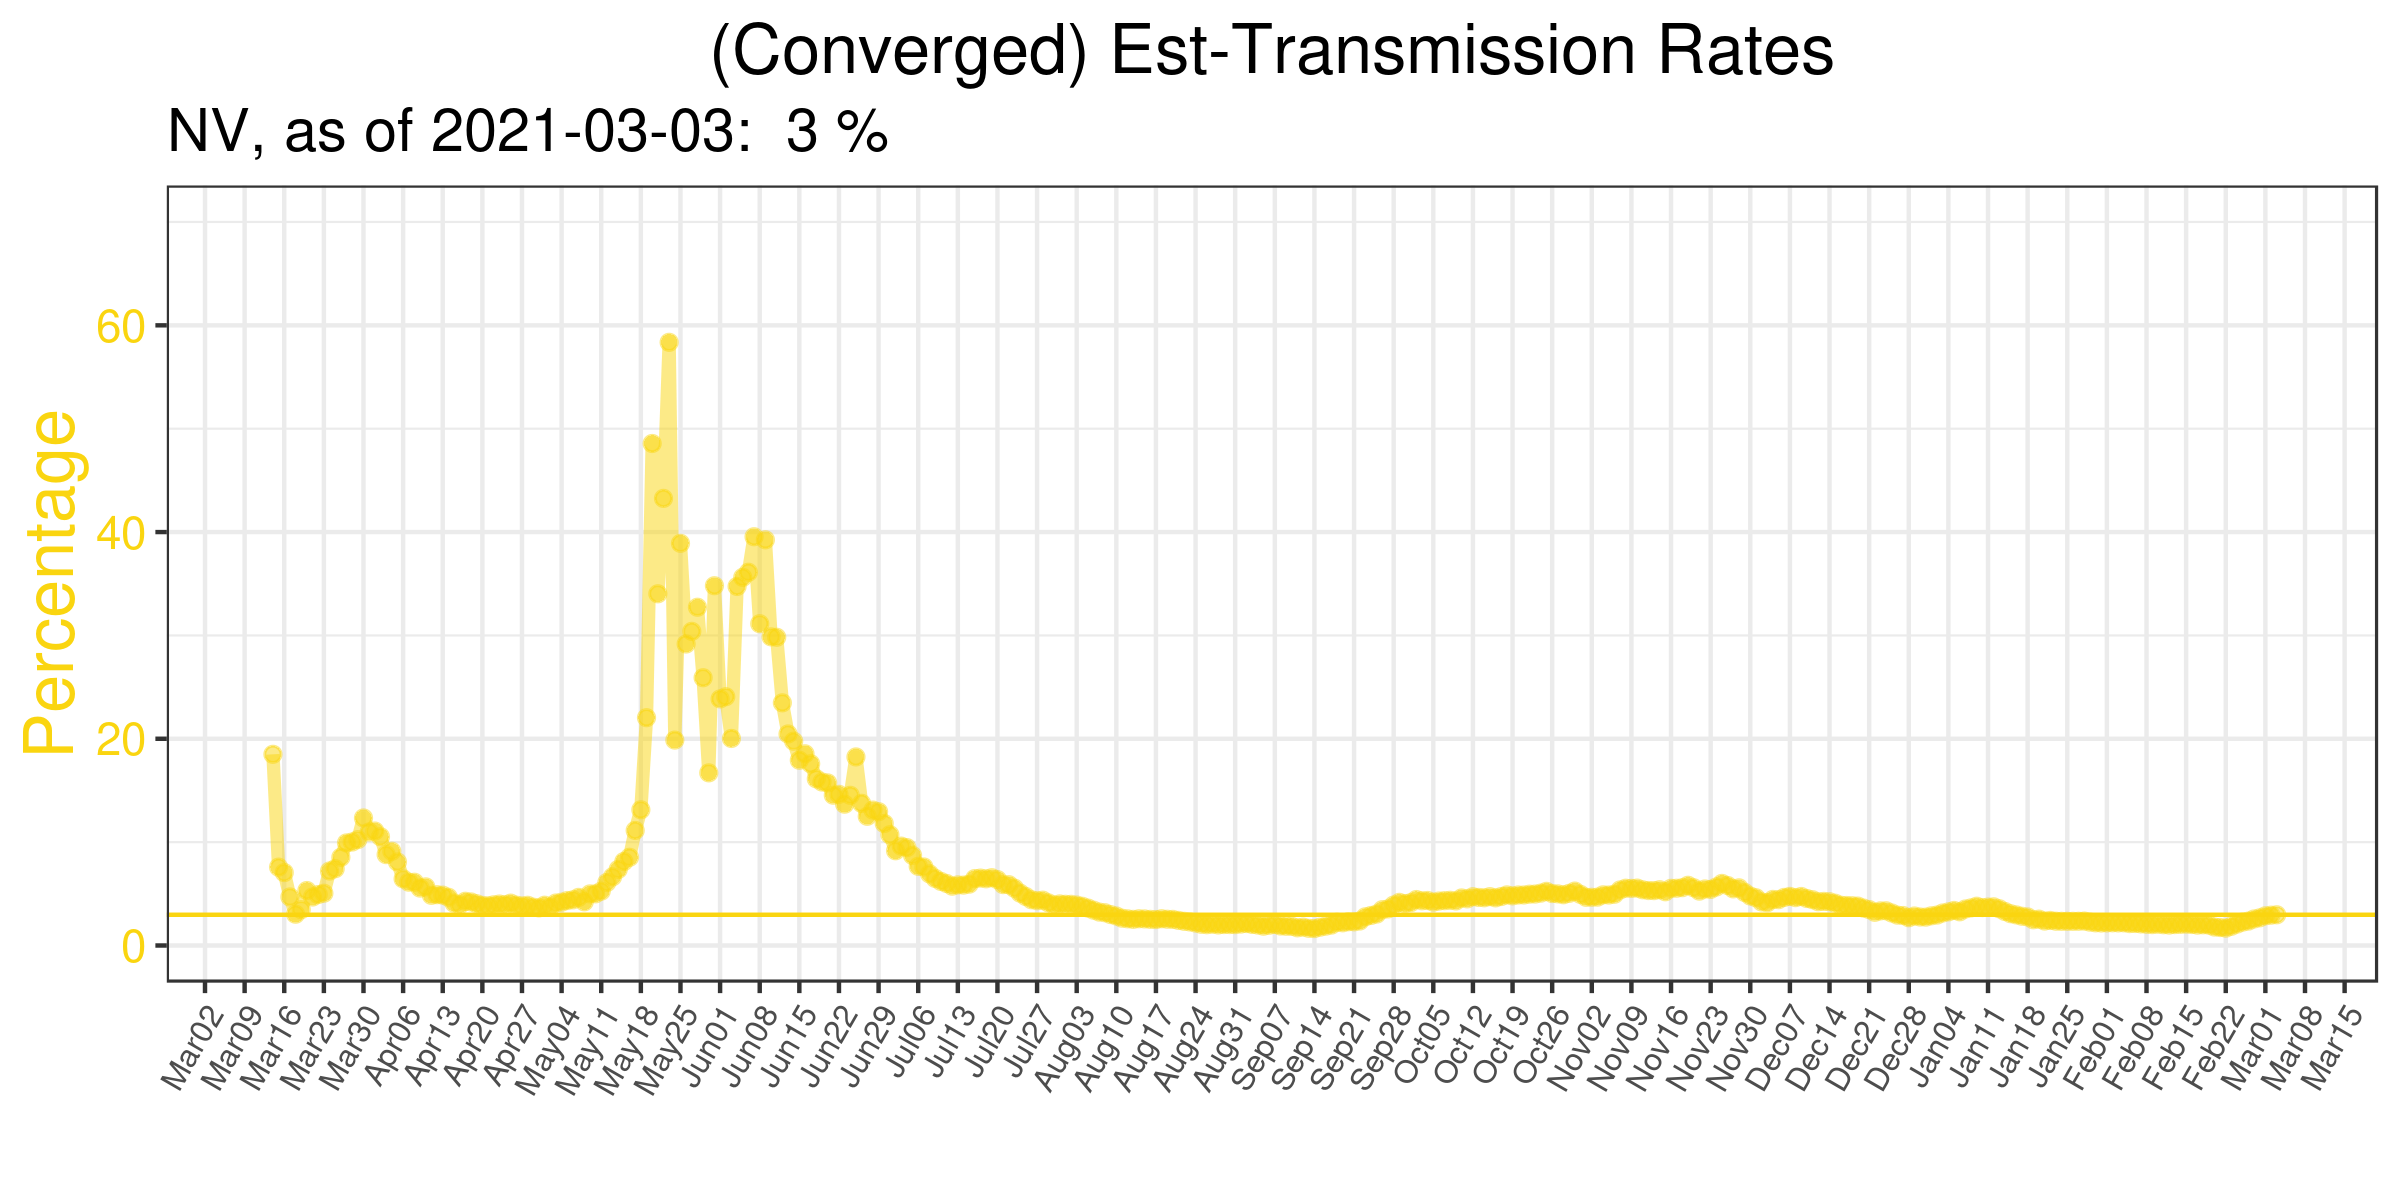 (Converged) Est-Transmission Rates
NV, as of 2021-03-03:  3 %
Percentage
60
40
20
0
Mar02
Mar09
Mar16
Mar23
Mar30
Apr06
Apr13
Apr20
Apr27
May04
May11
May18
May25
Jun01
Jun08
Jun15
Jun22
Jun29
Jul06
Jul13
Jul20
Jul27
Aug03
Aug10
Aug17
Aug24
Aug31
Sep07
Sep14
Sep21
Sep28
Oct05
Oct12
Oct19
Oct26
Nov02
Nov09
Nov16
Nov23
Nov30
Dec07
Dec14
Dec21
Dec28
Jan04
Jan11
Jan18
Jan25
Feb01
Feb08
Feb15
Feb22
Mar01
Mar08
Mar15